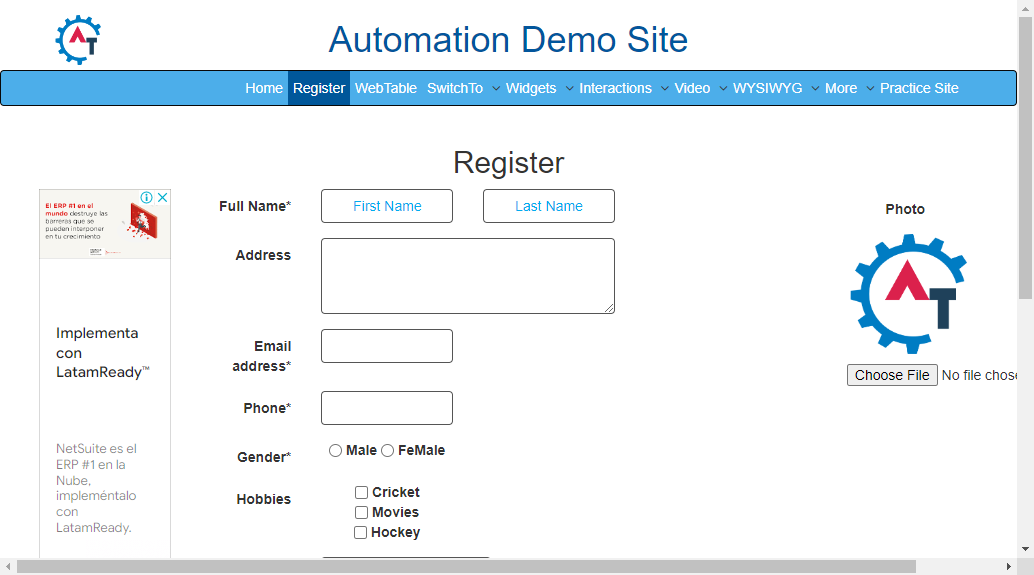 Automation Demo Site
Home Register WebTable SwitchTo Widgets Interactions Video WYSIWYG More Practice Site
Register
El ERP #1 en el
mundo destruye las
barreras que se
pueden interponer
en tu crecimiento
Implementa
con
LatamReady™
NetSuite es el
ERP #1 en la
Nube,
impleméntalo
con
LatamReady.
Full Name*
First Name
Last Name
Address
Email
address*
Phone*
Gender*
Male FeMale
Hobbies
Cricket
Movies
Hockey
Photo
AT
Choose File No file chose